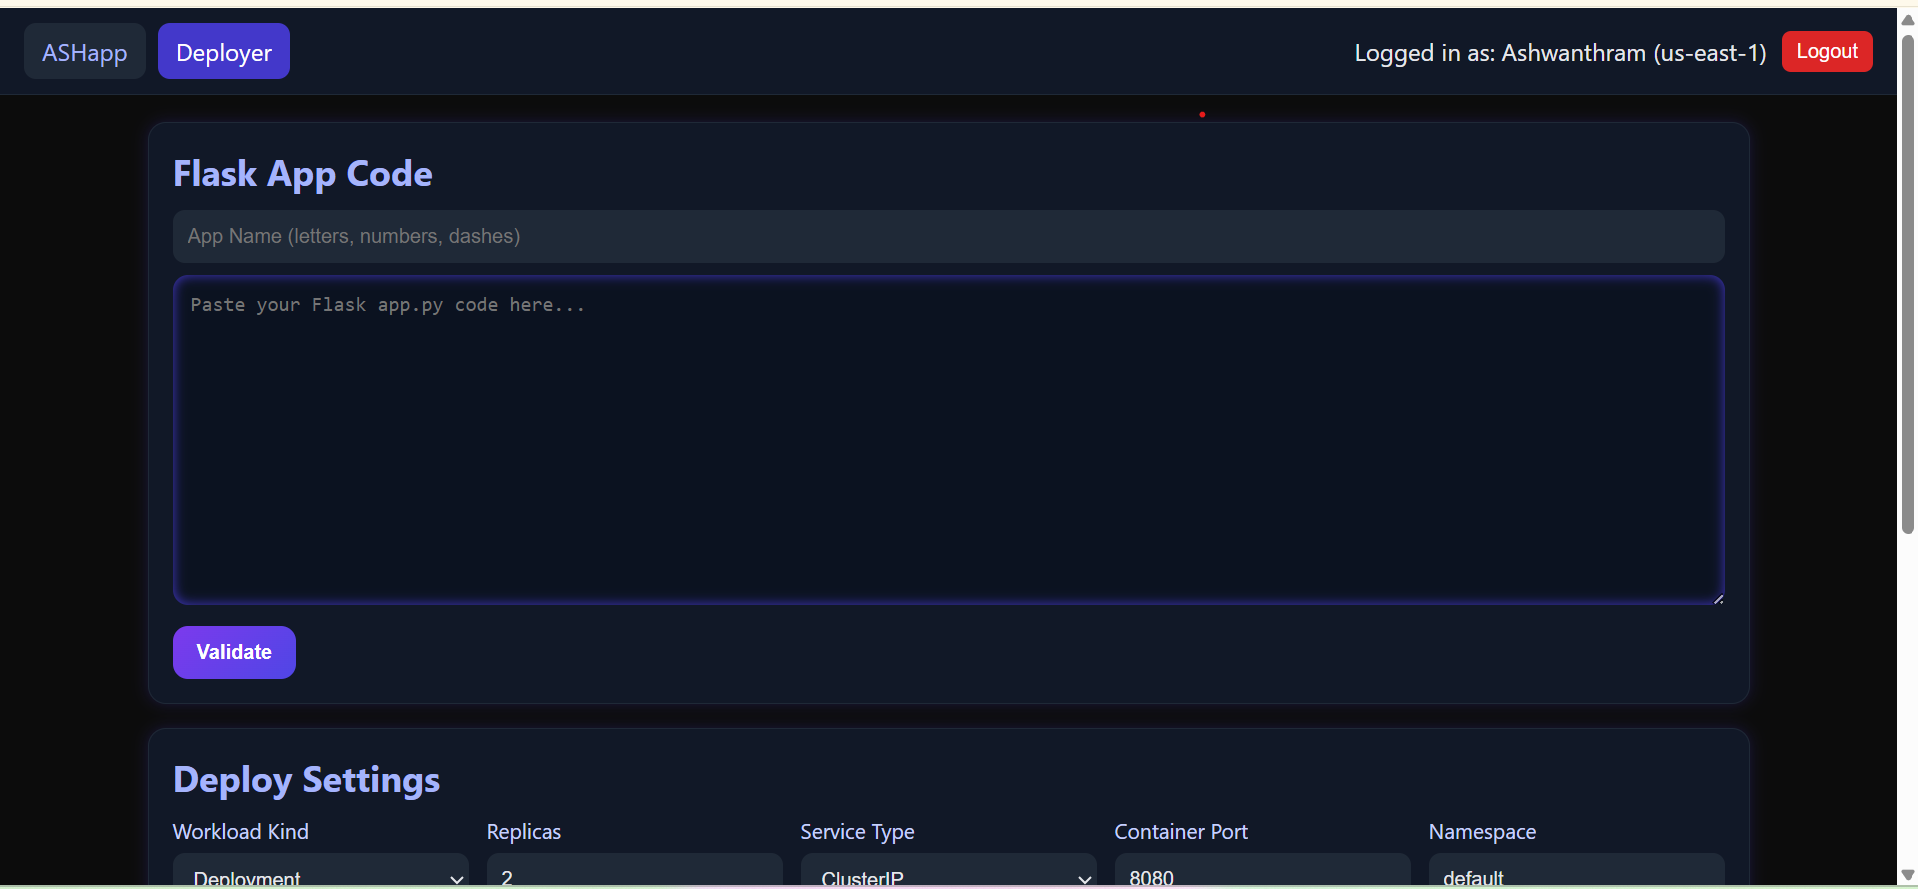 ASHapp Deployer Logged in as: Ashwanthram (us-east-1) Logout
Flask App Code
App Name (letters, numbers, dashes)
Paste your Flask app.py code here...
Validate
Deploy Settings
Workload Kind Replicas Service Type Container Port Namespace
Deployment 2 ClusterIP 8080 default